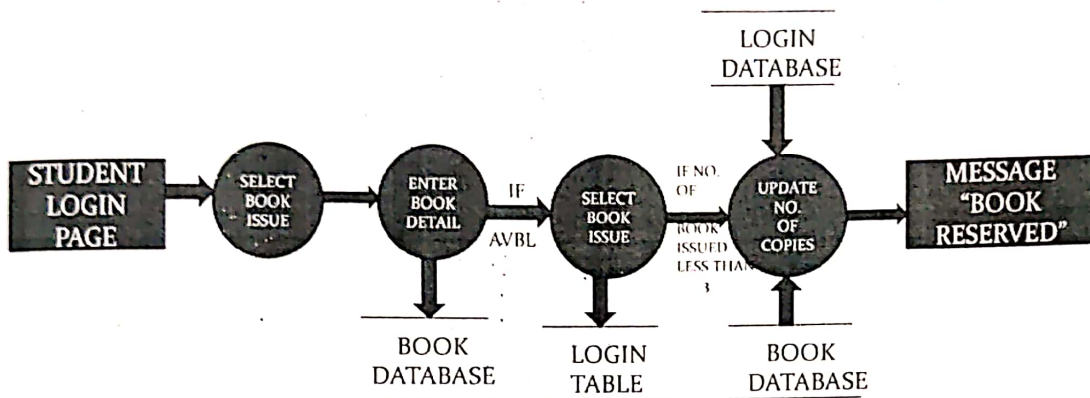 LOGIN
DATABASE
STUDENT
LOGIN
PAGE
SELECT
BOOK
ISSUE
ENTER
BOOK
DETAIL
IF
AVBL
SELECT
BOOK
ISSUE
IF NO.
OF
BOOK
ISSUED
LESS THAN
3
UPDATE
NO.
OF
COPIES
MESSAGE
“BOOK
RESERVED”
BOOK
DATABASE
LOGIN
TABLE
BOOK
DATABASE